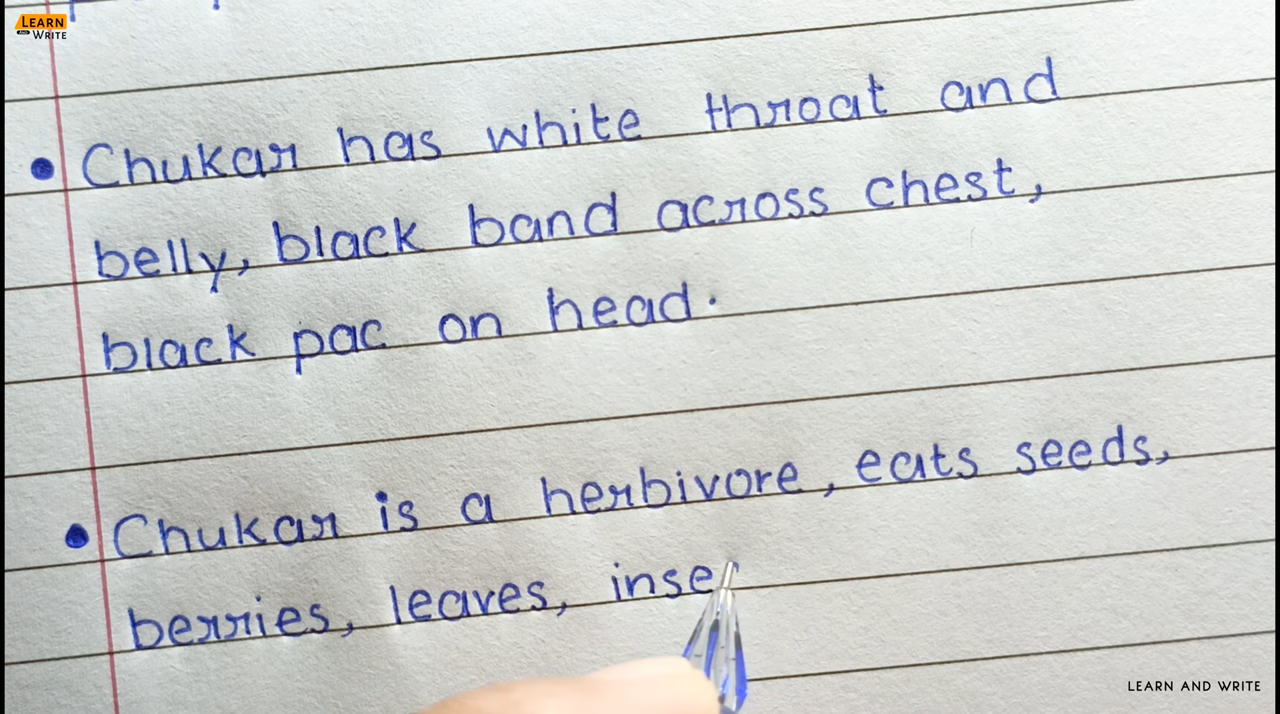 LEARN
AND WRITE
• Chukar has white throat and
belly, black band across chest,
black pac on head.
• Chukar is a herbivore, eats seeds,
berries, leaves, inse
LEARN AND WRITE